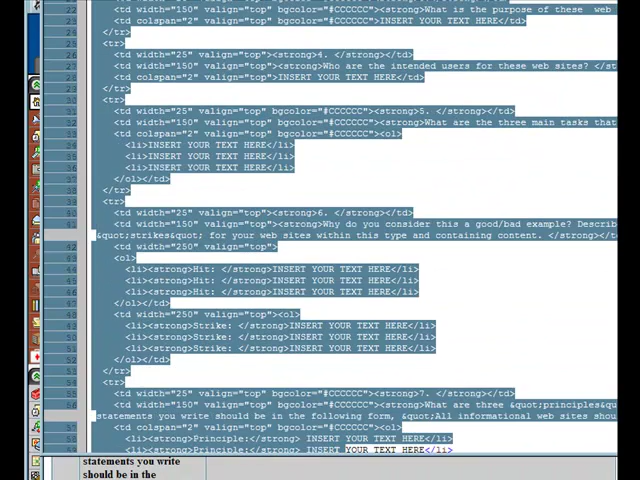 22 <td width="150" valign="top" bgcolor="#CCCCCC"><strong>What is the purpose of these  web
<td colspan="2" valign="top" bgcolor="#CCCCCC">INSERT YOUR TEXT HERE</td>
</tr>
<tr>
<td width="25" valign="top"><strong>4. </strong></td>
<td width="150" valign="top"><strong>Who are the intended users for these web sites? </st
<td colspan="2" valign="top">INSERT YOUR TEXT HERE</td>
</tr>
<tr>
<td width="25" valign="top" bgcolor="#CCCCCC"><strong>5. </strong></td>
<td width="150" valign="top" bgcolor="#CCCCCC"><strong>What are the three main tasks that
<td colspan="2" valign="top" bgcolor="#CCCCCC"><ol>
<li>INSERT YOUR TEXT HERE</li>
<li>INSERT YOUR TEXT HERE</li>
<li>INSERT YOUR TEXT HERE</li>
</ol></td>
</tr>
<tr>
<td width="25" valign="top"><strong>6. </strong></td>
<td width="150" valign="top"><strong>Why do you consider this a good/bad example? Describ
&quot;strikes&quot; for your web sites within this type and containing content. </strong></td>
<td width="250" valign="top">
<ol>
<li><strong>Hit: </strong>INSERT YOUR TEXT HERE</li>
<li><strong>Hit: </strong>INSERT YOUR TEXT HERE</li>
<li><strong>Hit: </strong>INSERT YOUR TEXT HERE</li>
</ol></td>
<td width="250" valign="top"><ol>
<li><strong>Strike: </strong>INSERT YOUR TEXT HERE</li>
<li><strong>Strike: </strong>INSERT YOUR TEXT HERE</li>
<li><strong>Strike: </strong>INSERT YOUR TEXT HERE</li>
</ol></td>
</tr>
<tr>
<td width="25" valign="top" bgcolor="#CCCCCC"><strong>7. </strong></td>
<td width="150" valign="top" bgcolor="#CCCCCC"><strong>What are three &quot;principles&qu
statements you write should be in the following form, &quot;All informational web sites shou
<td colspan="2" valign="top" bgcolor="#CCCCCC"><ol>
<li><strong>Principle:</strong> INSERT YOUR TEXT HERE</li>
<li><strong>Principle:</strong> INSERT YOUR TEXT HERE</li>
statements you write
should be in the